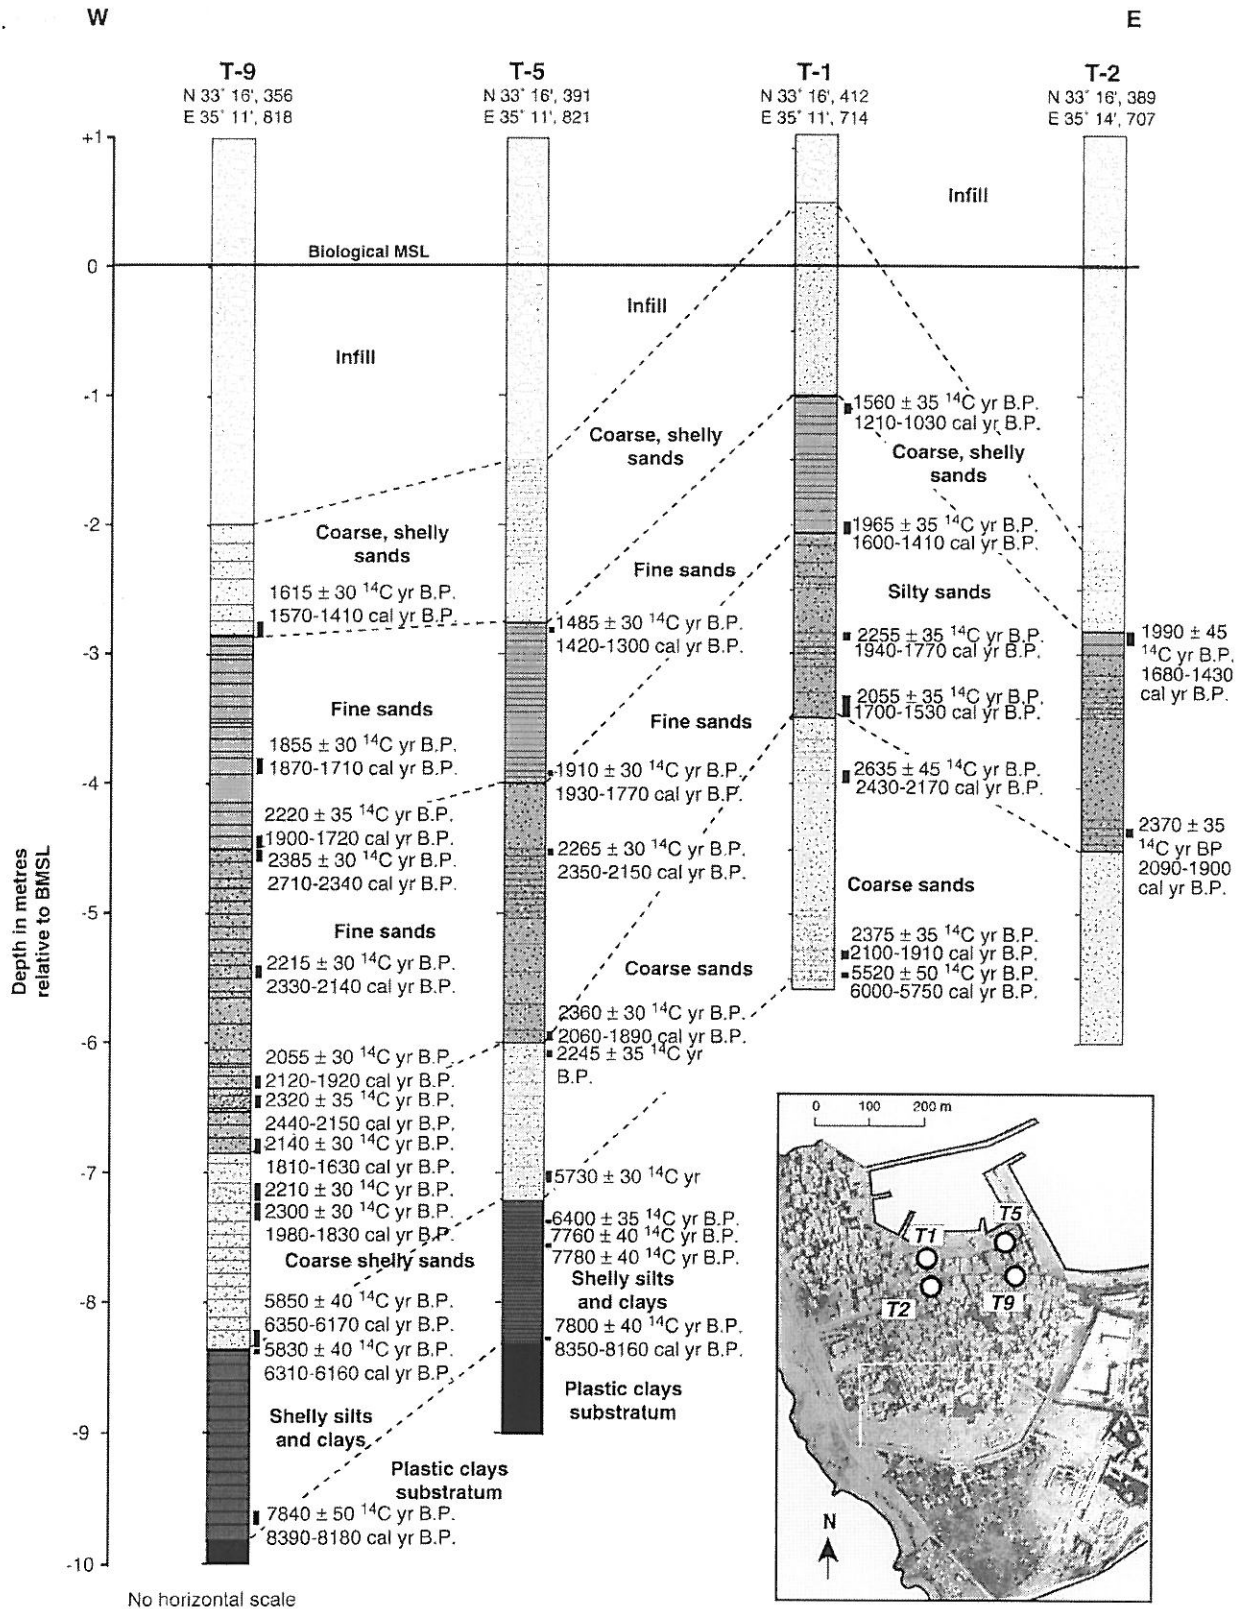 W
E
T-9
N 33° 16', 356
E 35° 11', 818
T-5
N 33° 16', 391
E 35° 11', 821
T-1
N 33° 16', 412
E 35° 11', 714
T-2
N 33° 16', 389
E 35° 14', 707
+1
0
-1
-2
-3
-4
-5
-6
-7
-8
-9
-10
Depth in metres
relative to BMSL
Biological MSL
Infill
Coarse, shelly
sands
1615 ± 30 ¹⁴C yr B.P.
1570-1410 cal yr B.P.
Fine sands
1855 ± 30 ¹⁴C yr B.P.
1870-1710 cal yr B.P.
2220 ± 35 ¹⁴C yr B.P.
1900-1720 cal yr B.P.
2385 ± 30 ¹⁴C yr B.P.
2710-2340 cal yr B.P.
Fine sands
2215 ± 30 ¹⁴C yr B.P.
2330-2140 cal yr B.P.
2055 ± 30 ¹⁴C yr B.P.
2120-1920 cal yr B.P.
2320 ± 35 ¹⁴C yr B.P.
2440-2150 cal yr B.P.
2140 ± 30 ¹⁴C yr B.P.
1810-1630 cal yr B.P.
2210 ± 30 ¹⁴C yr B.P.
2300 ± 30 ¹⁴C yr B.P.
1980-1830 cal yr B.P.
Coarse shelly sands
5850 ± 40 ¹⁴C yr B.P.
6350-6170 cal yr B.P.
5830 ± 40 ¹⁴C yr B.P.
6310-6160 cal yr B.P.
Shelly silts
and clays
Plastic clays
substratum
7840 ± 50 ¹⁴C yr B.P.
8390-8180 cal yr B.P.
No horizontal scale
Infill
Coarse, shelly
sands
Fine sands
1485 ± 30 ¹⁴C yr B.P.
1420-1300 cal yr B.P.
Fine sands
1910 ± 30 ¹⁴C yr B.P.
1930-1770 cal yr B.P.
2265 ± 30 ¹⁴C yr B.P.
2350-2150 cal yr B.P.
Coarse sands
2360 ± 30 ¹⁴C yr B.P.
2060-1890 cal yr B.P.
2245 ± 35 ¹⁴C yr
B.P.
5730 ± 30 ¹⁴C yr
6400 ± 35 ¹⁴C yr B.P.
7760 ± 40 ¹⁴C yr B.P.
7780 ± 40 ¹⁴C yr B.P.
Shelly silts
and clays
7800 ± 40 ¹⁴C yr B.P.
8350-8160 cal yr B.P.
Plastic clays
substratum
Infill
1560 ± 35 ¹⁴C yr B.P.
1210-1030 cal yr B.P.
Coarse, shelly
sands
1965 ± 35 ¹⁴C yr B.P.
1600-1410 cal yr B.P.
Silty sands
2255 ± 35 ¹⁴C yr B.P.
1940-1770 cal yr B.P.
2055 ± 35 ¹⁴C yr B.P.
1700-1530 cal yr B.P.
2635 ± 45 ¹⁴C yr B.P.
2430-2170 cal yr B.P.
Coarse sands
2375 ± 35 ¹⁴C yr B.P.
2100-1910 cal yr B.P.
5520 ± 50 ¹⁴C yr B.P.
6000-5750 cal yr B.P.
1990 ± 45
¹⁴C yr B.P.
1680-1430
cal yr B.P.
2370 ± 35
¹⁴C yr BP
2090-1900
cal yr B.P.
0 100 200 m
T1
T5
T2
T9
N